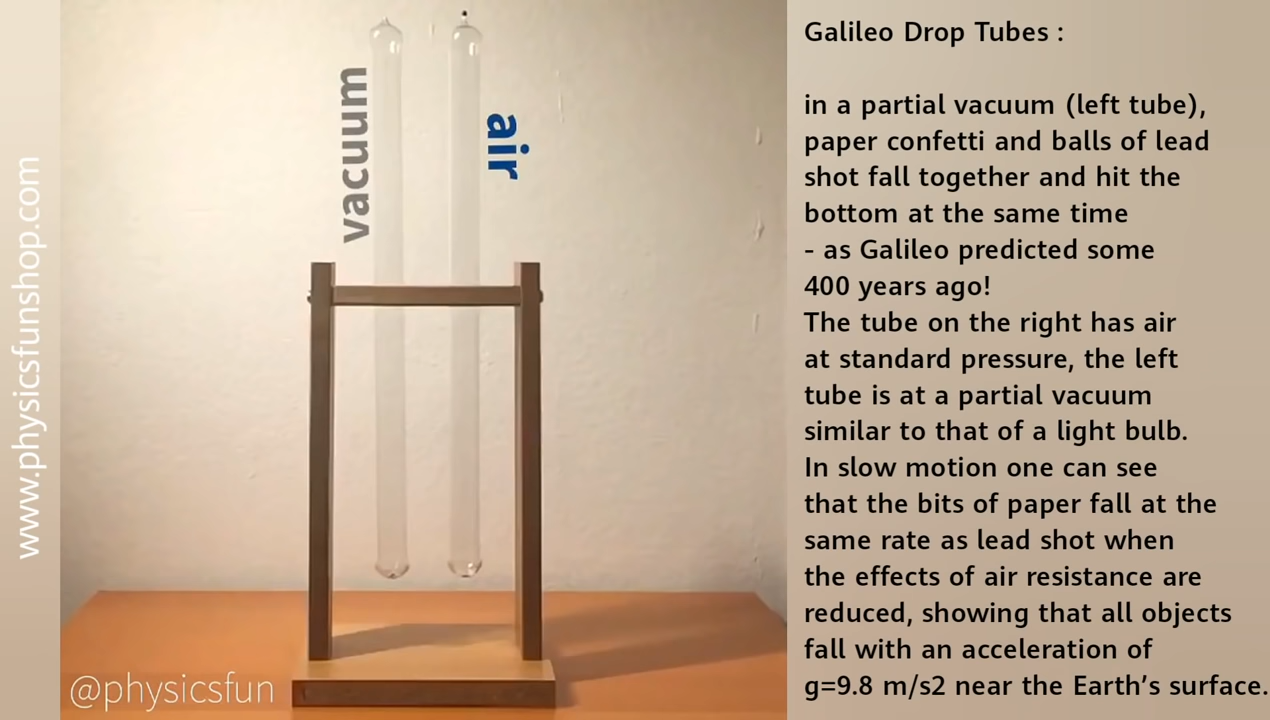 www.physicsfunshop.com
vacuum
air
@physicsfun
Galileo Drop Tubes :
in a partial vacuum (left tube),
paper confetti and balls of lead
shot fall together and hit the
bottom at the same time
- as Galileo predicted some
400 years ago!
The tube on the right has air
at standard pressure, the left
tube is at a partial vacuum
similar to that of a light bulb.
In slow motion one can see
that the bits of paper fall at the
same rate as lead shot when
the effects of air resistance are
reduced, showing that all objects
fall with an acceleration of
g=9.8 m/s2 near the Earth’s surface.